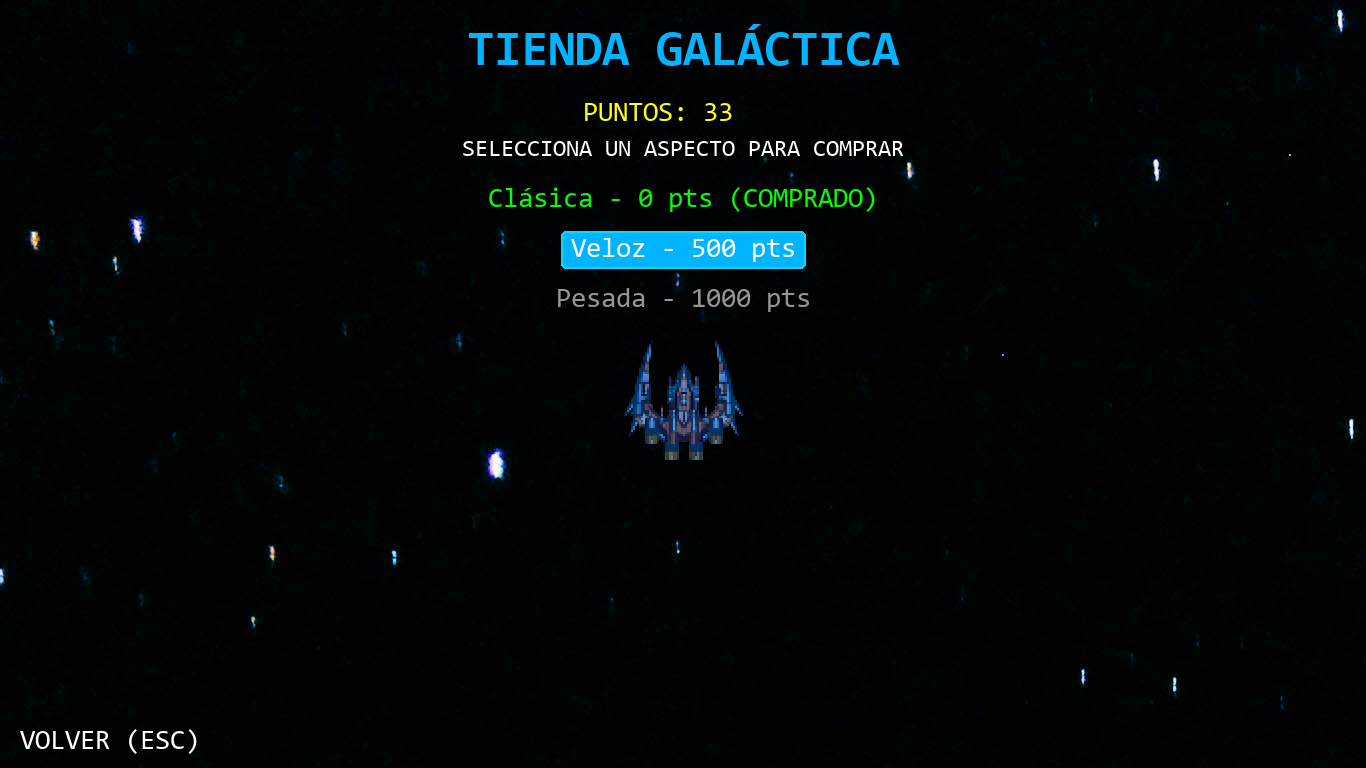 TIENDA GALÁCTICA
PUNTOS: 33
SELECCIONA UN ASPECTO PARA COMPRAR
Clásica - 0 pts (COMPRADO)
Veloz - 500 pts
Pesada - 1000 pts
VOLVER (ESC)